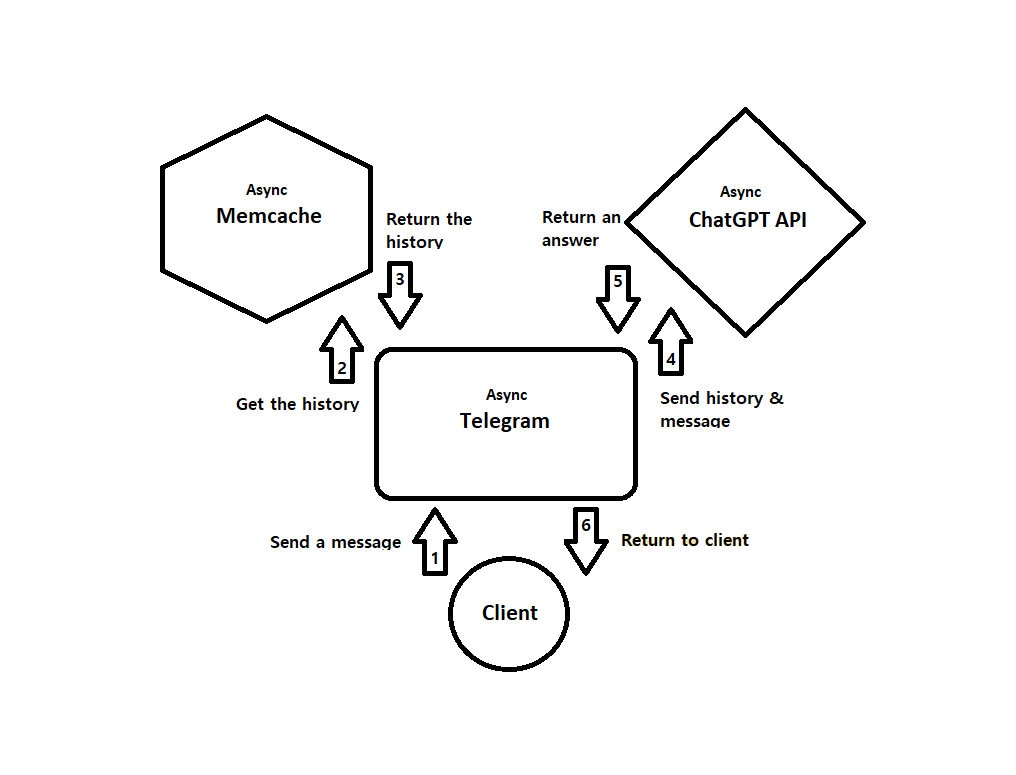 Async
Memcache
Return the
history
3
2
Get the history
Return an
answer
5
Async
ChatGPT API
4
Send history &
message
Async
Telegram
Send a message
1
6
Return to client
Client